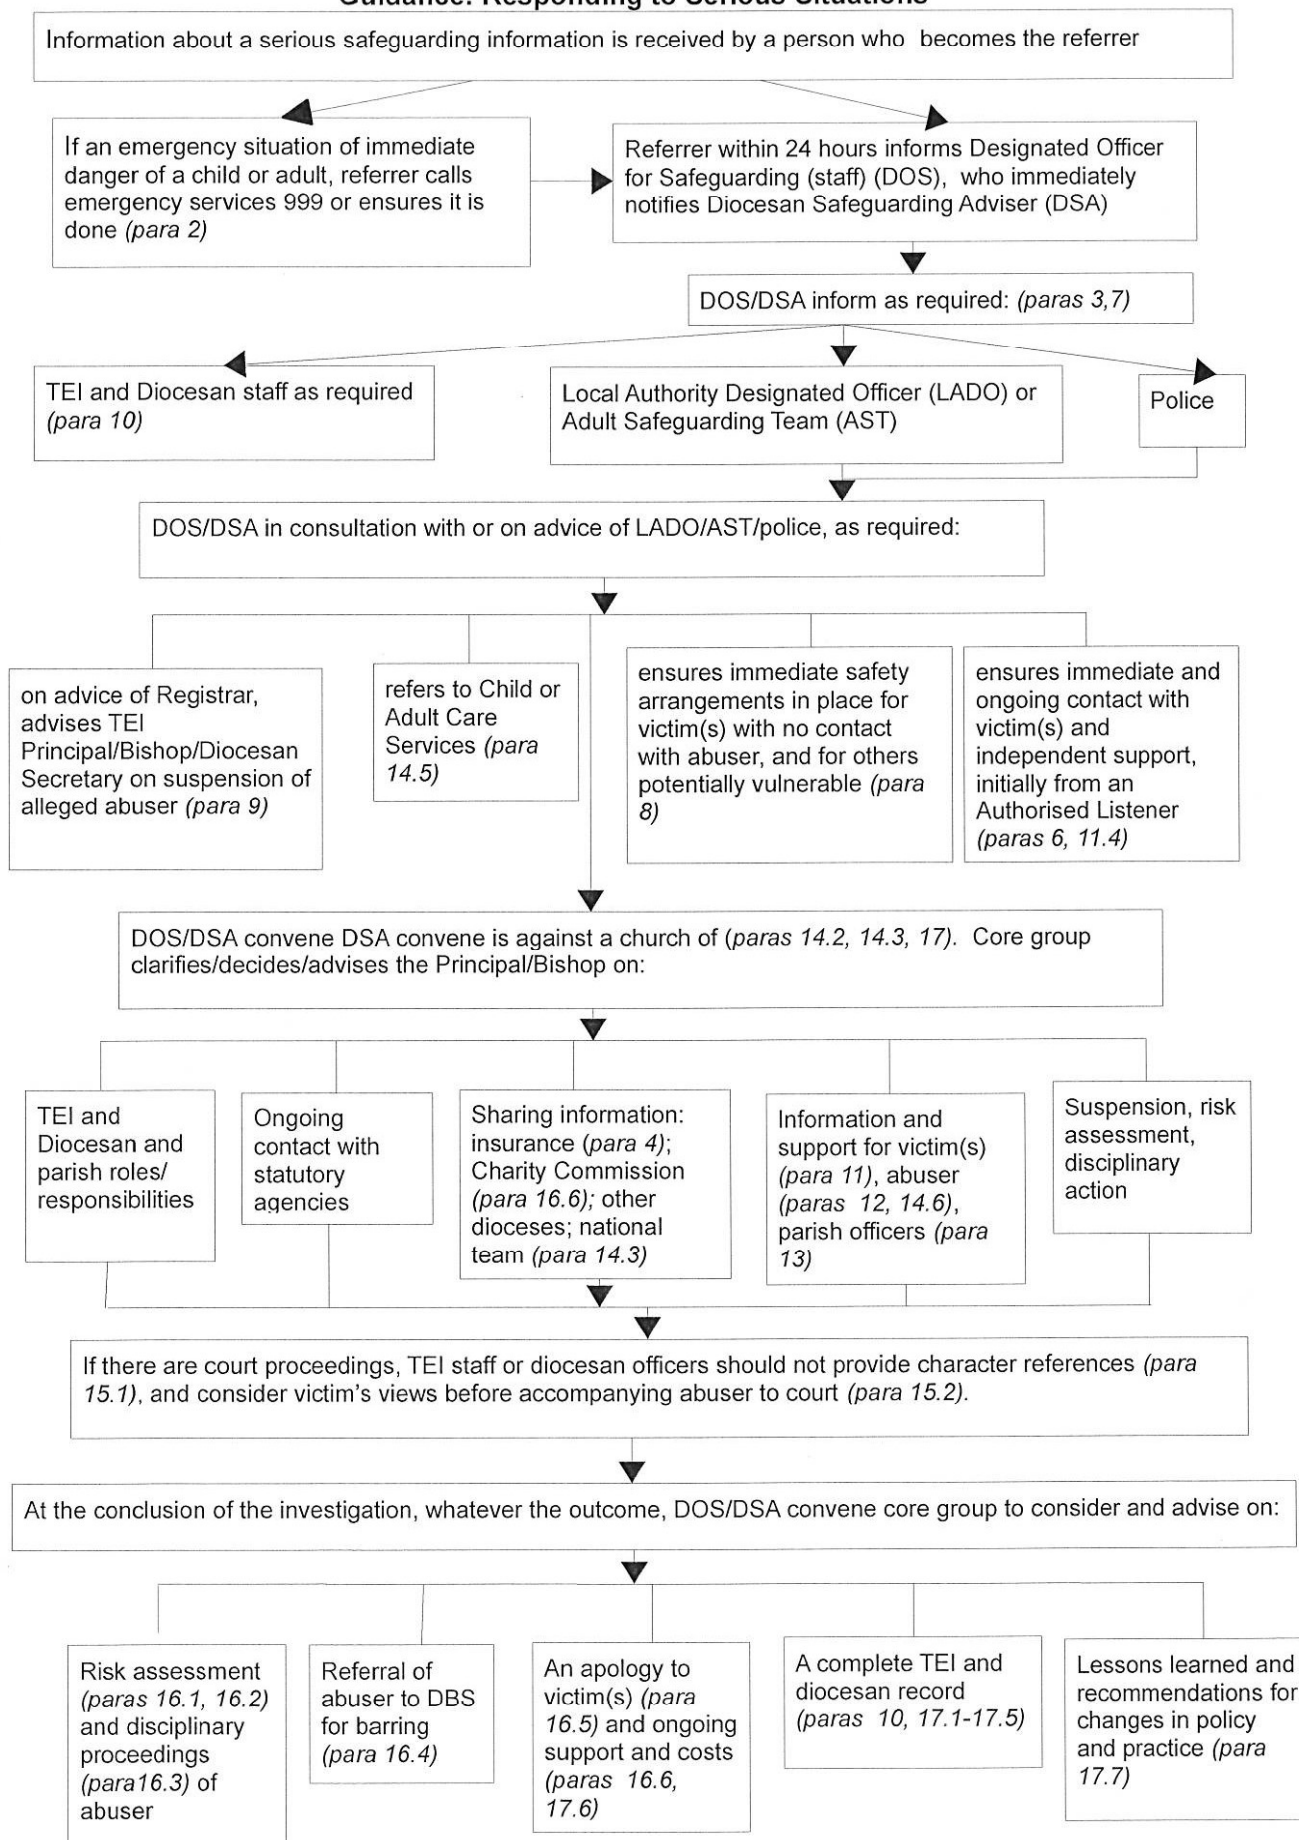 Guidance: Responding to Serious Situations
Information about a serious safeguarding information is received by a person who becomes the referrer
If an emergency situation of immediate
danger of a child or adult, referrer calls
emergency services 999 or ensures it is
done (para 2)
Referrer within 24 hours informs Designated Officer
for Safeguarding (staff) (DOS), who immediately
notifies Diocesan Safeguarding Adviser (DSA)
DOS/DSA inform as required: (paras 3,7)
TEI and Diocesan staff as required
(para 10)
Local Authority Designated Officer (LADO) or
Adult Safeguarding Team (AST)
Police
DOS/DSA in consultation with or on advice of LADO/AST/police, as required:
on advice of Registrar,
advises TEI
Principal/Bishop/Diocesan
Secretary on suspension of
alleged abuser (para 9)
refers to Child or
Adult Care
Services (para
14.5)
ensures immediate safety
arrangements in place for
victim(s) with no contact
with abuser, and for others
potentially vulnerable (para
8)
ensures immediate and
ongoing contact with
victim(s) and
independent support,
initially from an
Authorised Listener
(paras 6, 11.4)
DOS/DSA convene DSA convene is against a church of (paras 14.2, 14.3, 17). Core group
clarifies/decides/advises the Principal/Bishop on:
TEI and
Diocesan and
parish roles/
responsibilities
Ongoing
contact with
statutory
agencies
Sharing information:
insurance (para 4);
Charity Commission
(para 16.6); other
dioceses; national
team (para 14.3)
Information and
support for victim(s)
(para 11), abuser
(paras 12, 14.6),
parish officers (para
13)
Suspension, risk
assessment,
disciplinary
action
If there are court proceedings, TEI staff or diocesan officers should not provide character references (para
15.1), and consider victim's views before accompanying abuser to court (para 15.2).
At the conclusion of the investigation, whatever the outcome, DOS/DSA convene core group to consider and advise on:
Risk assessment
(paras 16.1, 16.2)
and disciplinary
proceedings
(para16.3) of
abuser
Referral of
abuser to DBS
for barring
(para 16.4)
An apology to
victim(s) (para
16.5) and ongoing
support and costs
(paras 16.6,
17.6)
A complete TEI and
diocesan record
(paras 10, 17.1-17.5)
Lessons learned and
recommendations for
changes in policy
and practice (para
17.7)